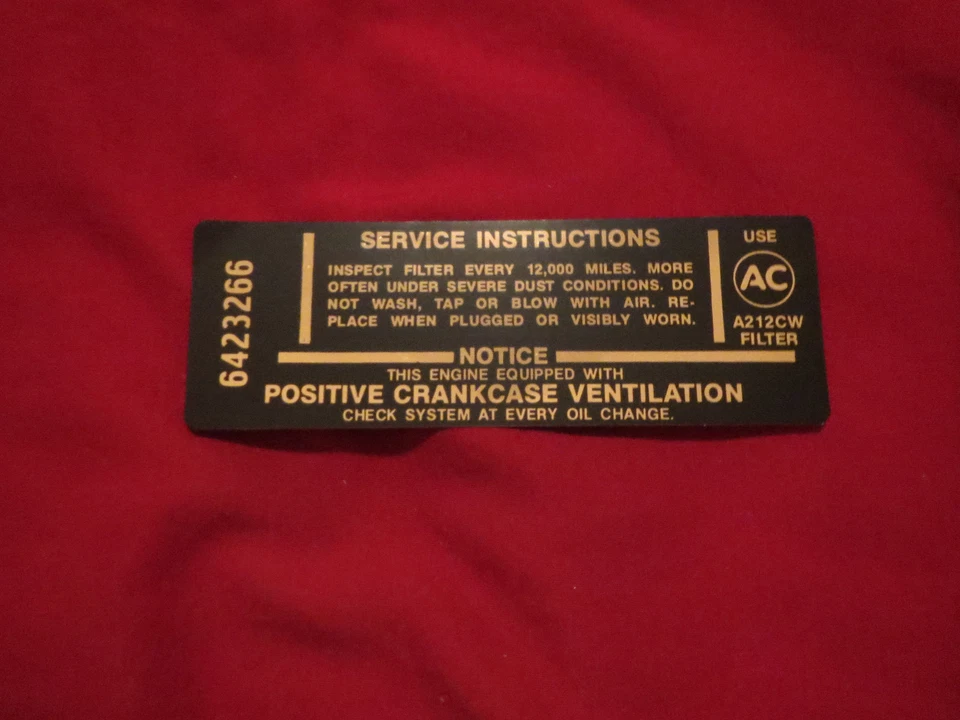 6423266
SERVICE INSTRUCTIONS
INSPECT FILTER EVERY 12,000 MILES. MORE
OFTEN UNDER SEVERE DUST CONDITIONS. DO
NOT WASH, TAP OR BLOW WITH AIR. RE-
PLACE WHEN PLUGGED OR VISIBLY WORN.
USE
AC
A212CW
FILTER
NOTICE
THIS ENGINE EQUIPPED WITH
POSITIVE CRANKCASE VENTILATION
CHECK SYSTEM AT EVERY OIL CHANGE.